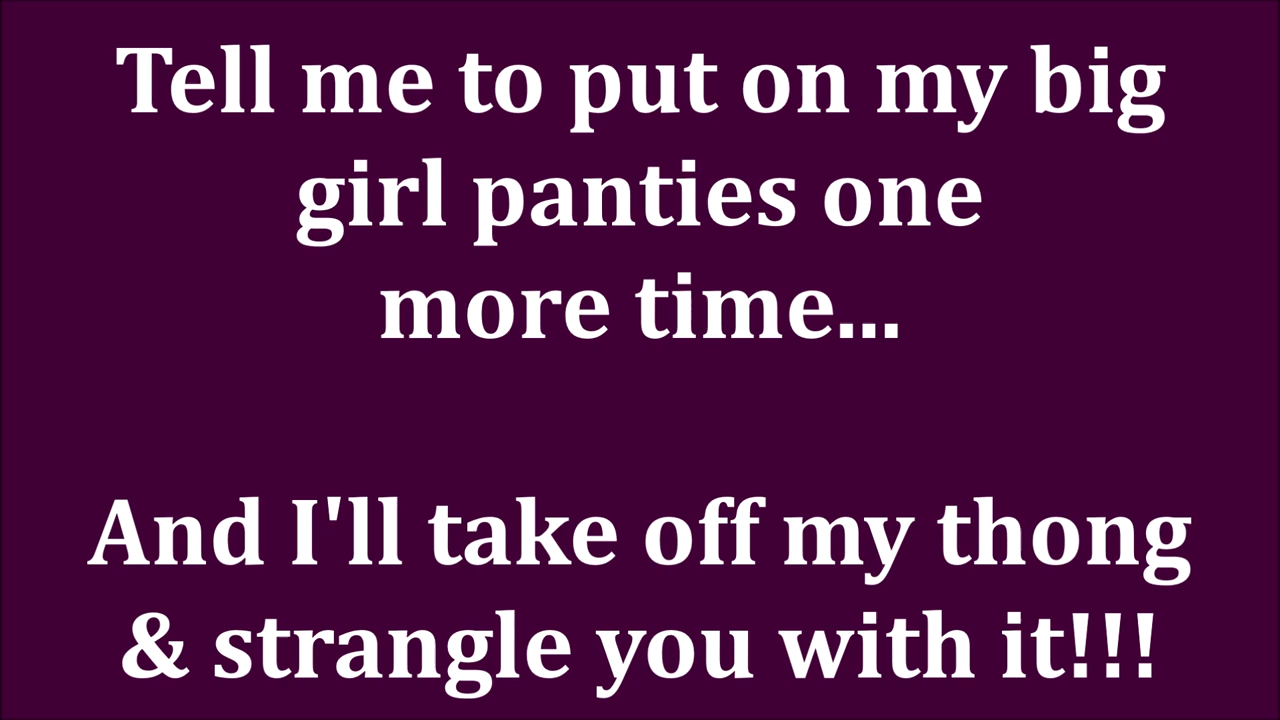 Tell me to put on my big
girl panties one
more time...
And I'll take off my thong
& strangle you with it!!!